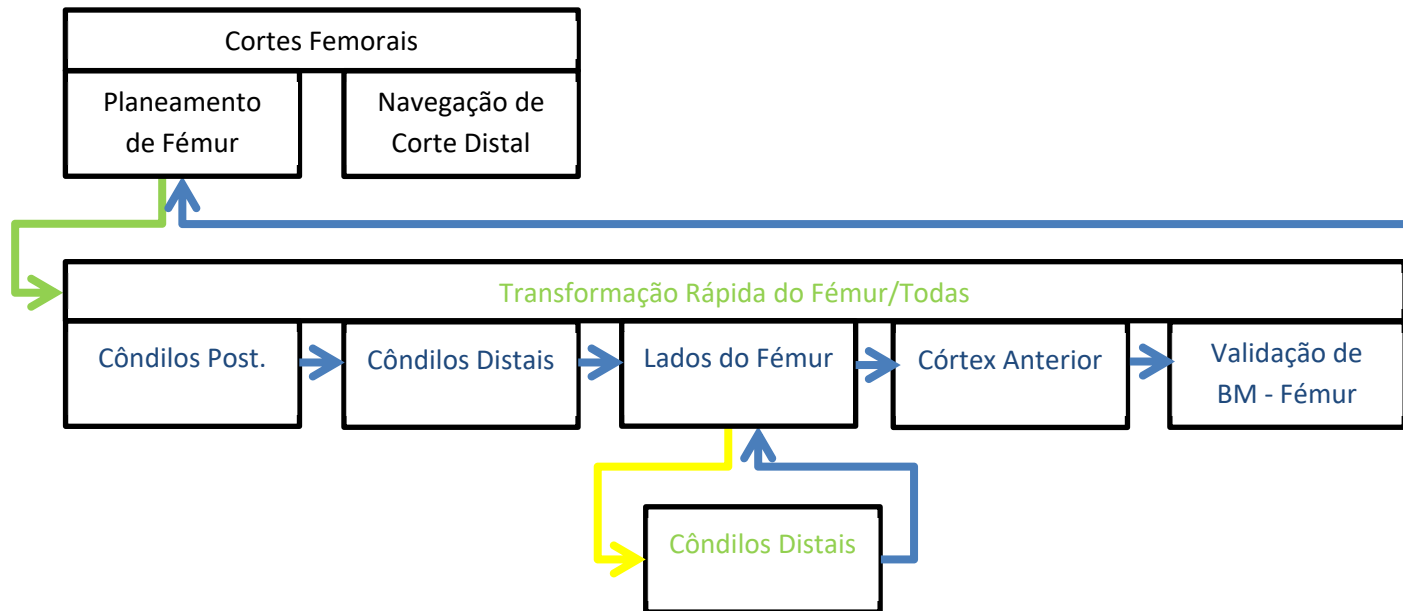 Cortes Femorais
Planeamento
de Fémur
Navegação de
Corte Distal
Transformação Rápida do Fémur/Todas
Côndilos Post.
Côndilos Distais
Lados do Fémur
Córtex Anterior
Validação de
BM - Fémur
Côndilos Distais